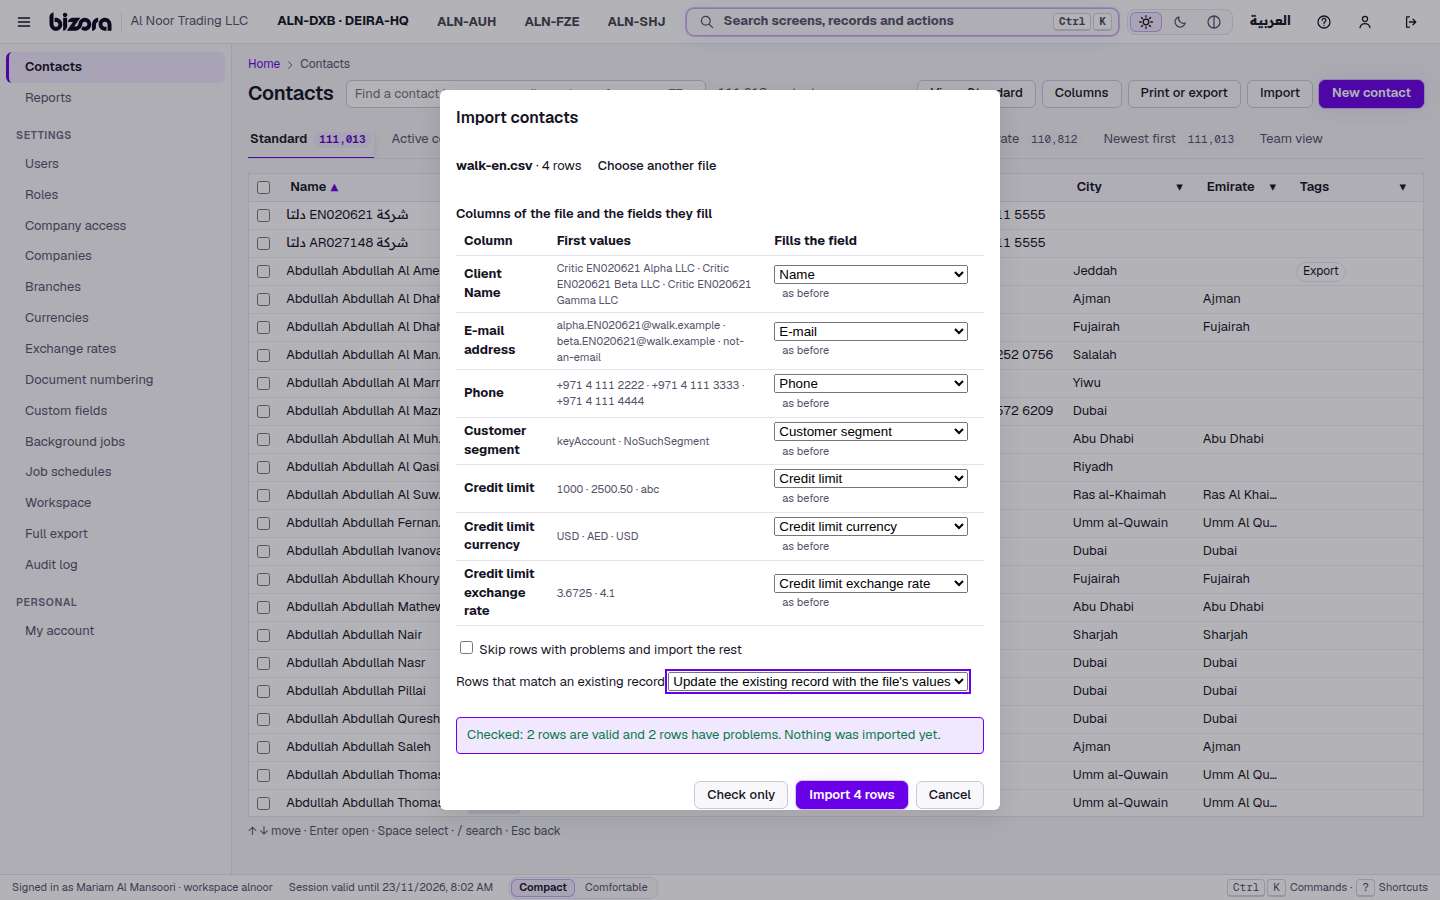 bizora
Al Noor Trading LLC
ALN-DXB · DEIRA-HQ
ALN-AUH
ALN-FZE
ALN-SHJ
Search screens, records and actions
Ctrl K
العربية
Contacts
Reports
SETTINGS
Users
Roles
Company access
Companies
Branches
Currencies
Exchange rates
Document numbering
Custom fields
Background jobs
Job schedules
Workspace
Full export
Audit log
PERSONAL
My account
Home > Contacts
Contacts
Find a contact
Columns
Print or export
Import
New contact
Standard 111,013
110,812
Newest first 111,013
Team view
Name ▲
City ▼
Emirate ▼
Tags ▼
شركة EN020621 دلتا
1 5555
شركة AR027148 دلتا
1 5555
Abdullah Abdullah Al Ame
Jeddah
Export
Abdullah Abdullah Al Dhah
Ajman
Ajman
Abdullah Abdullah Al Dhah
Fujairah
Fujairah
Abdullah Abdullah Al Man
252 0756
Salalah
Abdullah Abdullah Al Marr
Yiwu
Abdullah Abdullah Al Mazr
572 6209
Dubai
Abdullah Abdullah Al Muh
Abu Dhabi
Abu Dhabi
Abdullah Abdullah Al Qasi
Riyadh
Abdullah Abdullah Al Suw
Ras al-Khaimah
Ras Al Khai...
Abdullah Abdullah Fernan
Umm al-Quwain
Umm Al Qu...
Abdullah Abdullah Ivanova
Dubai
Dubai
Abdullah Abdullah Khoury
Fujairah
Fujairah
Abdullah Abdullah Mathew
Abu Dhabi
Abu Dhabi
Abdullah Abdullah Nair
Sharjah
Sharjah
Abdullah Abdullah Nasr
Dubai
Dubai
Abdullah Abdullah Pillai
Dubai
Dubai
Abdullah Abdullah Quresh
Dubai
Dubai
Abdullah Abdullah Saleh
Ajman
Ajman
Abdullah Abdullah Thomas
Umm al-Quwain
Umm Al Qu...
Abdullah Abdullah Thomas
Umm al-Quwain
Umm Al Qu...
↑ ↓ move · Enter open · Space select · / search · Esc back
Import contacts
walk-en.csv · 4 rows
Choose another file
Columns of the file and the fields they fill
Column
First values
Fills the field
Client
Name
Critic EN020621 Alpha LLC · Critic
EN020621 Beta LLC · Critic EN020621
Gamma LLC
Name
as before
E-mail
address
alpha.EN020621@walk.example ·
beta.EN020621@walk.example · not-
an-email
E-mail
as before
Phone
+971 4 111 2222 · +971 4 111 3333 ·
+971 4 111 4444
Phone
as before
Customer
segment
keyAccount · NoSuchSegment
Customer segment
as before
Credit limit
1000 · 2500.50 · abc
Credit limit
as before
Credit limit
currency
USD · AED · USD
Credit limit currency
as before
Credit limit
exchange
rate
3.6725 · 4.1
Credit limit exchange rate
as before
Skip rows with problems and import the rest
Rows that match an existing record
Update the existing record with the file's values
Checked: 2 rows are valid and 2 rows have problems. Nothing was imported yet.
Check only
Import 4 rows
Cancel
Signed in as Mariam Al Mansoori · workspace alnoor
Session valid until 23/11/2026, 8:02 AM
Compact
Comfortable
Ctrl K Commands · ? Shortcuts